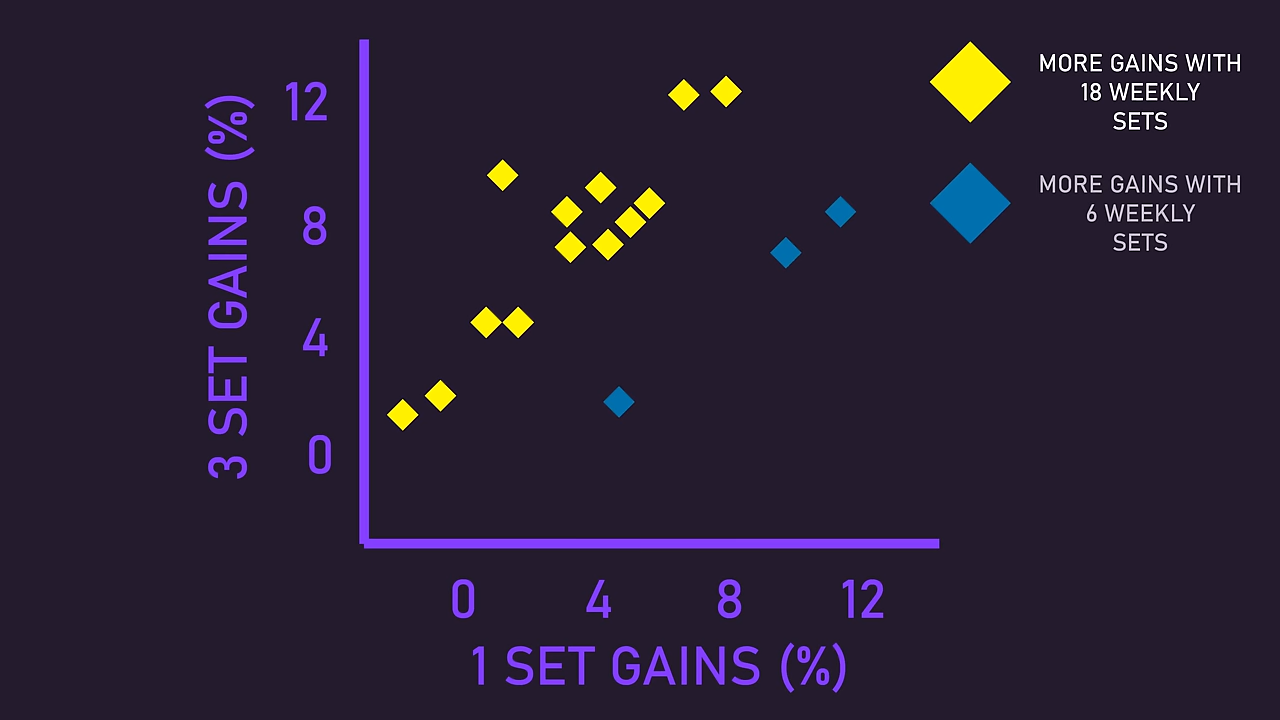 MORE GAINS WITH
18 WEEKLY
SETS
MORE GAINS WITH
6 WEEKLY
SETS
3 SET GAINS (%)
12
8
4
0
0 4 8 12
1 SET GAINS (%)